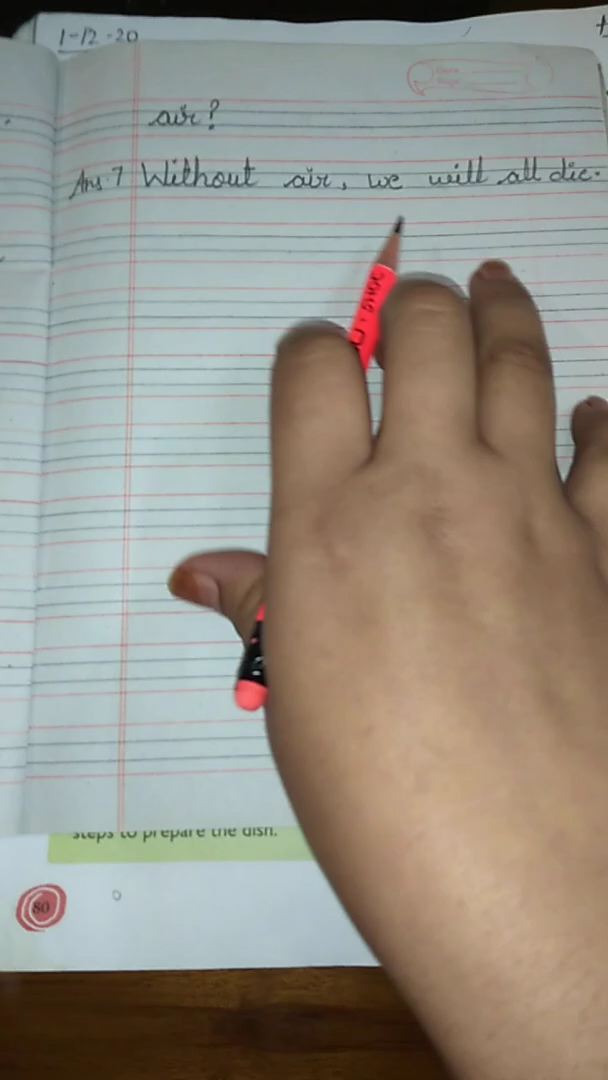 1-12-20
air?
Ans.7 Without air, we will all die.
steps to prepare the dish.
80